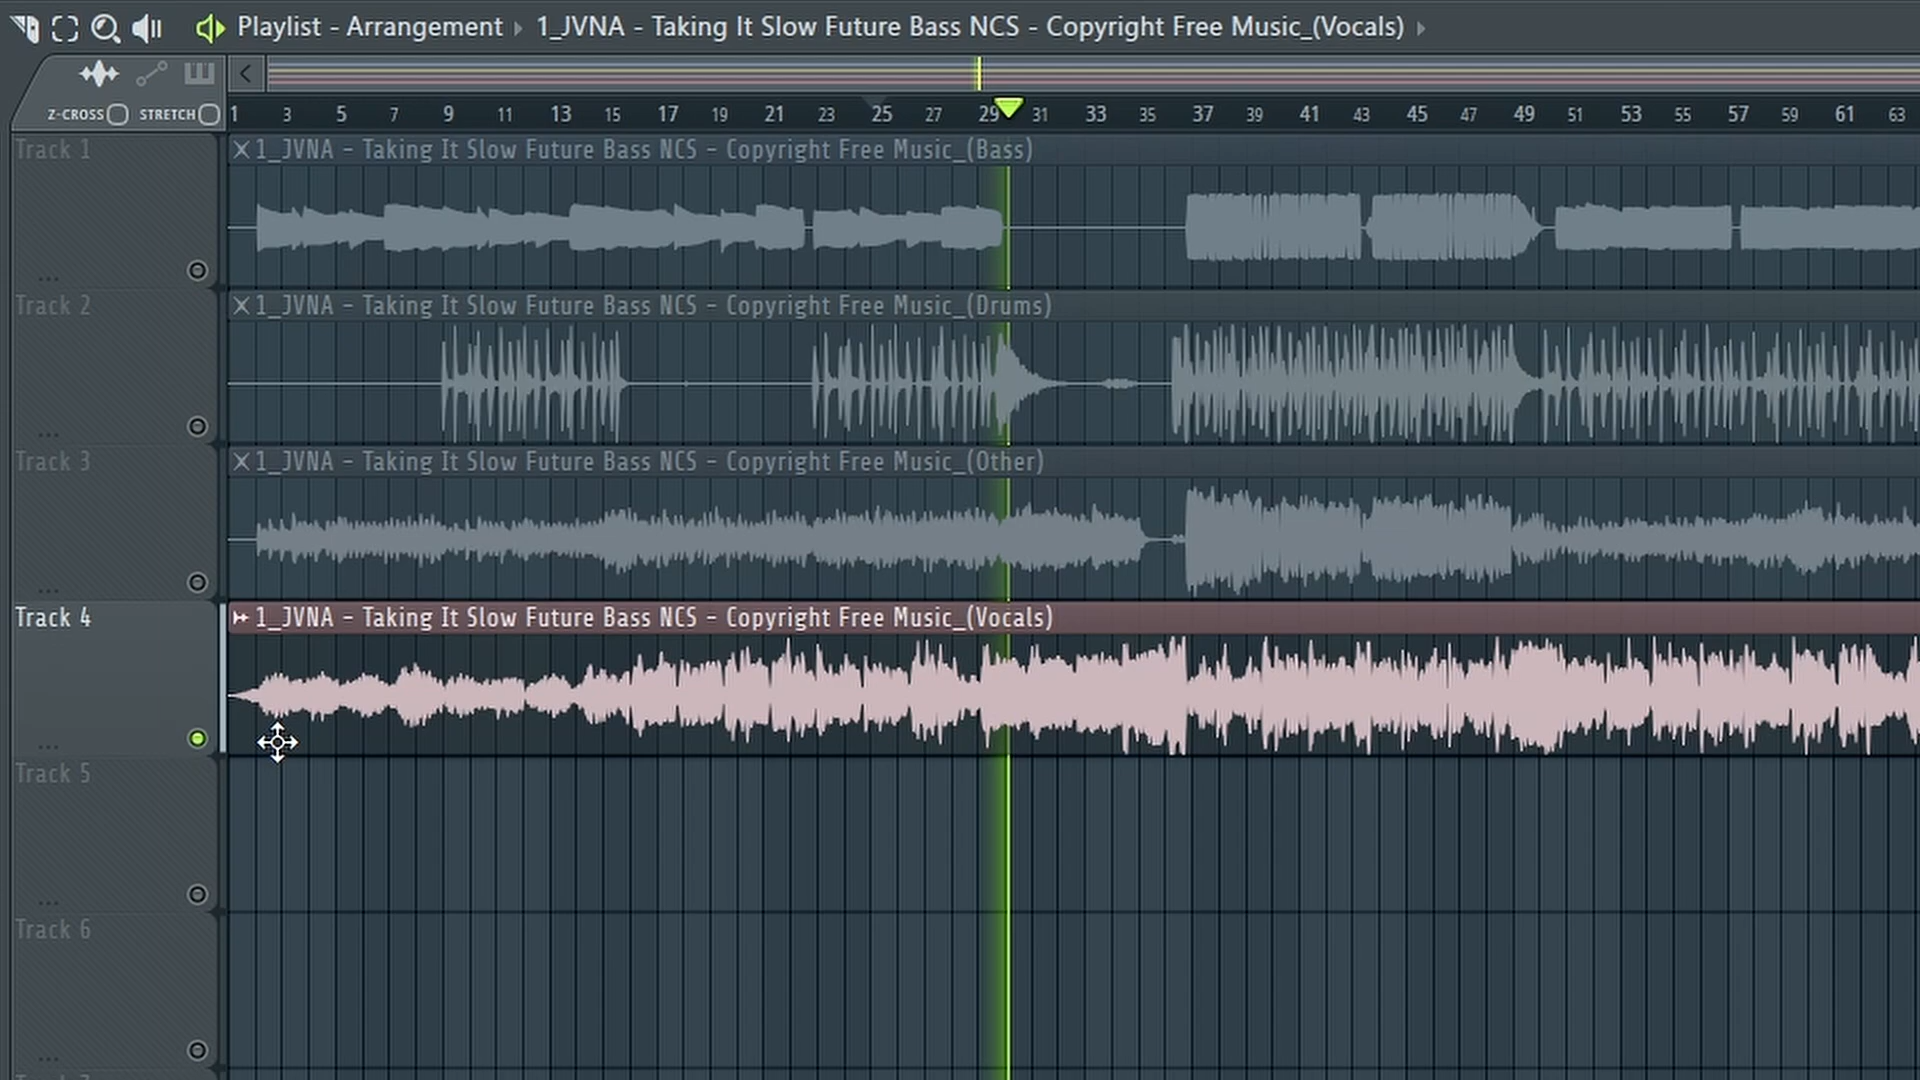 Playlist - Arrangement 1_JVNA - Taking It Slow Future Bass NCS - Copyright Free Music_(Vocals)
Z-CROSS STRETCH
1 3 5 7 9 11 13 15 17 19 21 23 25 27 29 31 33 35 37 39 41 43 45 47 49 51 53 55 57 59 61 63
Track 1
1_JVNA - Taking It Slow Future Bass NCS - Copyright Free Music_(Bass)
Track 2
1_JVNA - Taking It Slow Future Bass NCS - Copyright Free Music_(Drums)
Track 3
1_JVNA - Taking It Slow Future Bass NCS - Copyright Free Music_(Other)
Track 4
1_JVNA - Taking It Slow Future Bass NCS - Copyright Free Music_(Vocals)
Track 5
Track 6